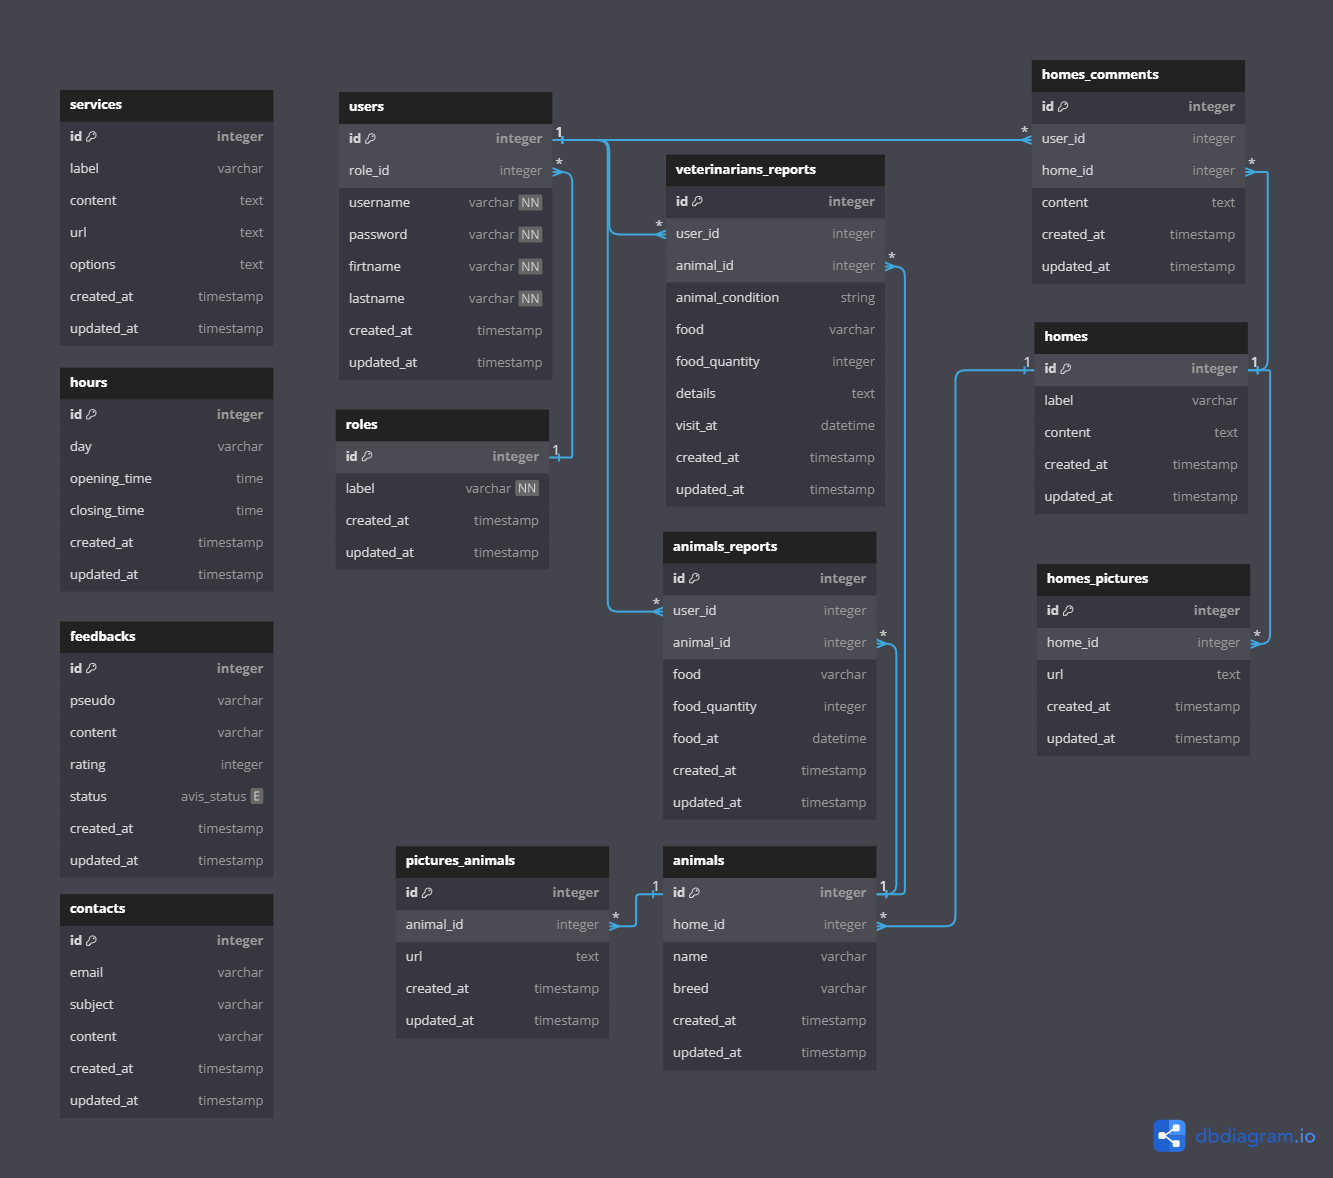 services
id integer
label varchar
content text
url text
options text
created_at timestamp
updated_at timestamp
hours
id integer
day varchar
opening_time time
closing_time time
created_at timestamp
updated_at timestamp
feedbacks
id integer
pseudo varchar
content varchar
rating integer
status avis_status E
created_at timestamp
updated_at timestamp
contacts
id integer
email varchar
subject varchar
content varchar
created_at timestamp
updated_at timestamp
users
id integer 1
role_id integer *
username varchar NN
password varchar NN
firtname varchar NN
lastname varchar NN
created_at timestamp
updated_at timestamp
roles
id integer 1
label varchar NN
created_at timestamp
updated_at timestamp
pictures_animals
id integer
animal_id integer *
url text
created_at timestamp
updated_at timestamp
veterinarians_reports
id integer
* user_id integer
animal_id integer *
animal_condition string
food varchar
food_quantity integer
details text
visit_at datetime
created_at timestamp
updated_at timestamp
animals_reports
id integer
* user_id integer
animal_id integer *
food varchar
food_quantity integer
food_at datetime
created_at timestamp
updated_at timestamp
animals
1 id integer 1
home_id integer *
name varchar
breed varchar
created_at timestamp
updated_at timestamp
homes_comments
id integer
* user_id integer
home_id integer *
content text
created_at timestamp
updated_at timestamp
homes
1 id integer 1
label varchar
content text
created_at timestamp
updated_at timestamp
homes_pictures
id integer
home_id integer *
url text
created_at timestamp
updated_at timestamp
dbdiagram.io